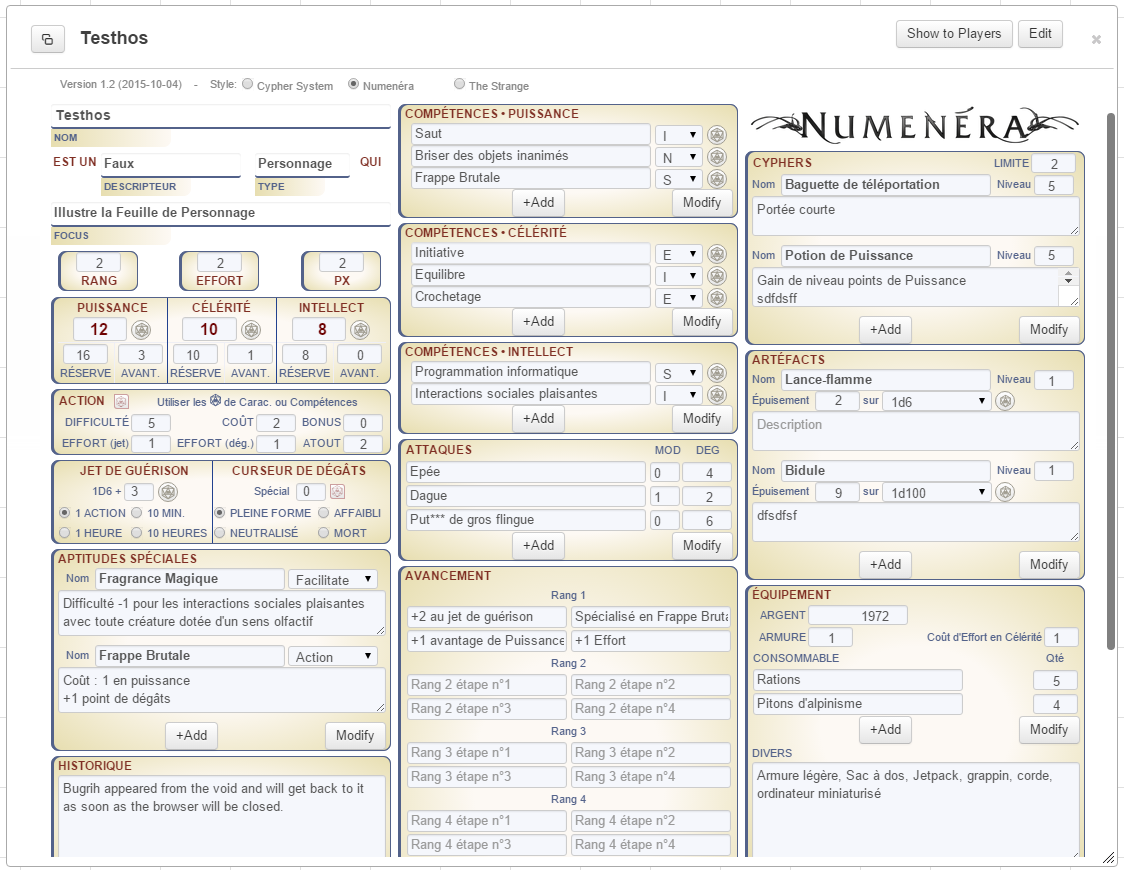 Testhos
Show to Players
Edit
Version 1.2 (2015-10-04) - Style: Cypher System Numenéra The Strange
Testhos
NOM
EST UN Faux Personnage QUI
DESCRIPTEUR TYPE
Illustre la Feuille de Personnage
FOCUS
2 2 2
RANG EFFORT PX
PUISSANCE CÉLÉRITÉ INTELLECT
12 10 8
16 3 10 1 8 0
RÉSERVE AVANT. RÉSERVE AVANT. RÉSERVE AVANT.
ACTION Utiliser les de Carac. ou Compétences
DIFFICULTÉ 5 COÛT 2 BONUS 0
EFFORT (jet) 1 EFFORT (dég.) 1 ATOUT 2
JET DE GUÉRISON CURSEUR DE DÉGÂTS
1D6 + 3 Spécial 0
1 ACTION 10 MIN. PLEINE FORME AFFAIBLI
1 HEURE 10 HEURES NEUTRALISÉ MORT
APTITUDES SPÉCIALES
Nom Fragrance Magique Facilitate
Difficulté -1 pour les interactions sociales plaisantes
avec toute créature dotée d'un sens olfactif
Nom Frappe Brutale Action
Coût : 1 en puissance
+1 point de dégâts
+Add Modify
HISTORIQUE
Bugrih appeared from the void and will get back to it
as soon as the browser will be closed.
COMPÉTENCES • PUISSANCE
Saut I
Briser des objets inanimés N
Frappe Brutale S
+Add Modify
COMPÉTENCES • CÉLÉRITÉ
Initiative E
Equilibre I
Crochetage E
+Add Modify
COMPÉTENCES • INTELLECT
Programmation informatique S
Interactions sociales plaisantes I
+Add Modify
ATTAQUES MOD DEG
Epée 0 4
Dague 1 2
Put*** de gros flingue 0 6
+Add Modify
AVANCEMENT
Rang 1
+2 au jet de guérison Spécialisé en Frappe Bruta
+1 avantage de Puissance +1 Effort
Rang 2
Rang 2 étape n°1 Rang 2 étape n°2
Rang 2 étape n°3 Rang 2 étape n°4
Rang 3
Rang 3 étape n°1 Rang 3 étape n°2
Rang 3 étape n°3 Rang 3 étape n°4
Rang 4
Rang 4 étape n°1 Rang 4 étape n°2
Rang 4 étape n°3 Rang 4 étape n°4
NUMENÉRA
CYPHERS LIMITE 2
Nom Baguette de téléportation Niveau 5
Portée courte
Nom Potion de Puissance Niveau 5
Gain de niveau points de Puissance
sdfdsff
+Add Modify
ARTÉFACTS
Nom Lance-flamme Niveau 1
Épuisement 2 sur 1d6
Description
Nom Bidule Niveau 1
Épuisement 9 sur 1d100
dfsdfsf
+Add Modify
ÉQUIPEMENT
ARGENT 1972
ARMURE 1 Coût d'Effort en Célérité 1
CONSOMMABLE Qté
Rations 5
Pitons d'alpinisme 4
+Add Modify
DIVERS
Armure légère, Sac à dos, Jetpack, grappin, corde,
ordinateur miniaturisé